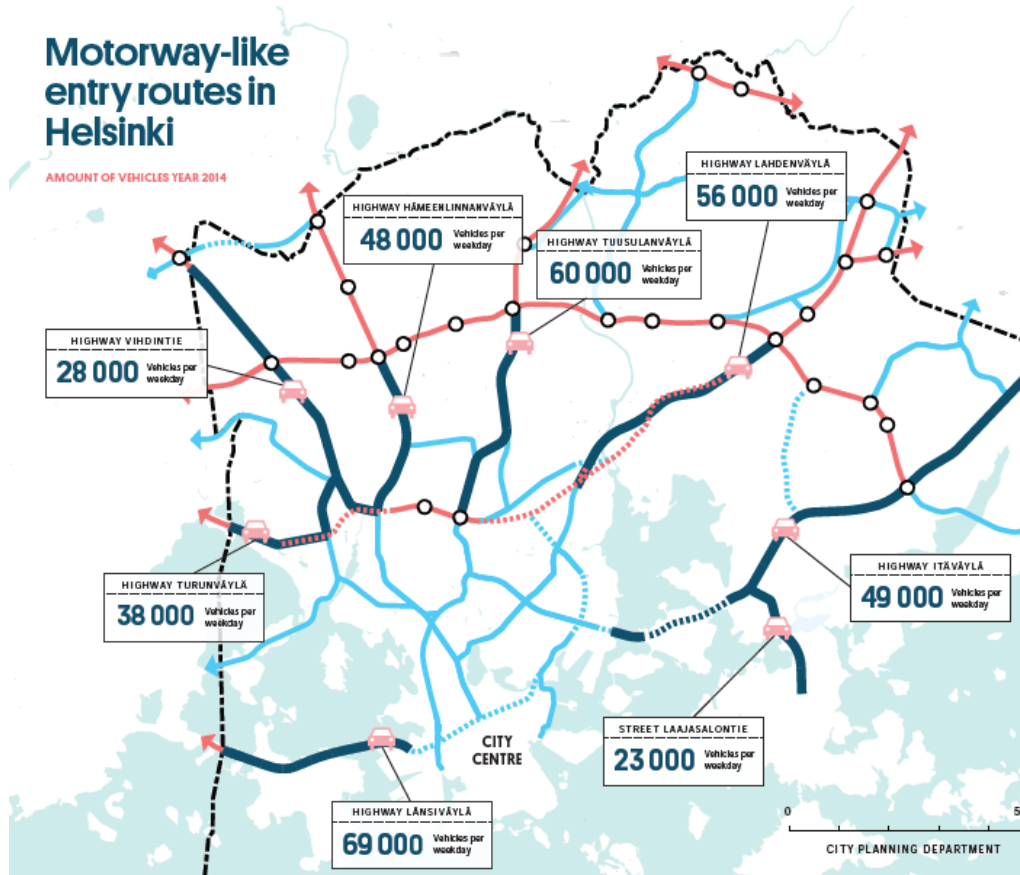 Motorway-like
entry routes in
Helsinki
AMOUNT OF VEHICLES YEAR 2014
HIGHWAY LAHDENVÄYLÄ
56 000 Vehicles per
weekday
HIGHWAY HÄMEENLINNANVÄYLÄ
48 000 Vehicles per
weekday
HIGHWAY TUUSULANVÄYLÄ
60 000 Vehicles per
weekday
HIGHWAY VIHDINTIE
28 000 Vehicles per
weekday
HIGHWAY ITÄVÄYLÄ
49 000 Vehicles per
weekday
HIGHWAY TURUNVÄYLÄ
38 000 Vehicles per
weekday
STREET LAAJASALONTIE
23 000 Vehicles per
weekday
CITY
CENTRE
HIGHWAY LÄNSIVÄYLÄ
69 000 Vehicles per
weekday
0 5
CITY PLANNING DEPARTMENT